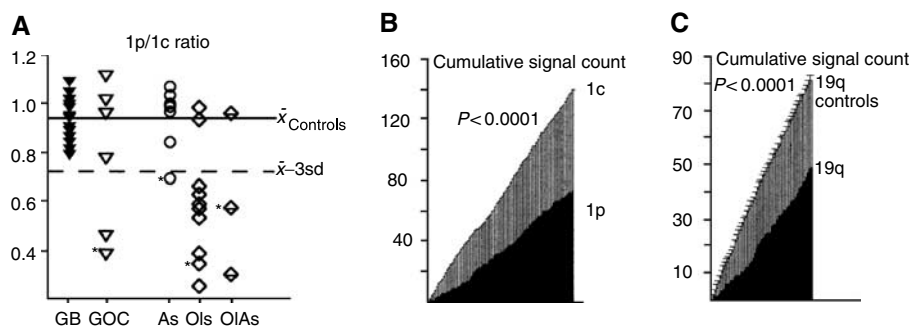 A
1p/1c ratio
1.2
1.0
0.8
0.6
0.4
x̄Controls
x̄–3sd
*
*
*
*
GB GOC As Ols OlAs
B
160
Cumulative signal count
1c
120
P<0.0001
80
1p
40
C
90
Cumulative signal count
P<0.0001
19q
controls
70
50
19q
30
10